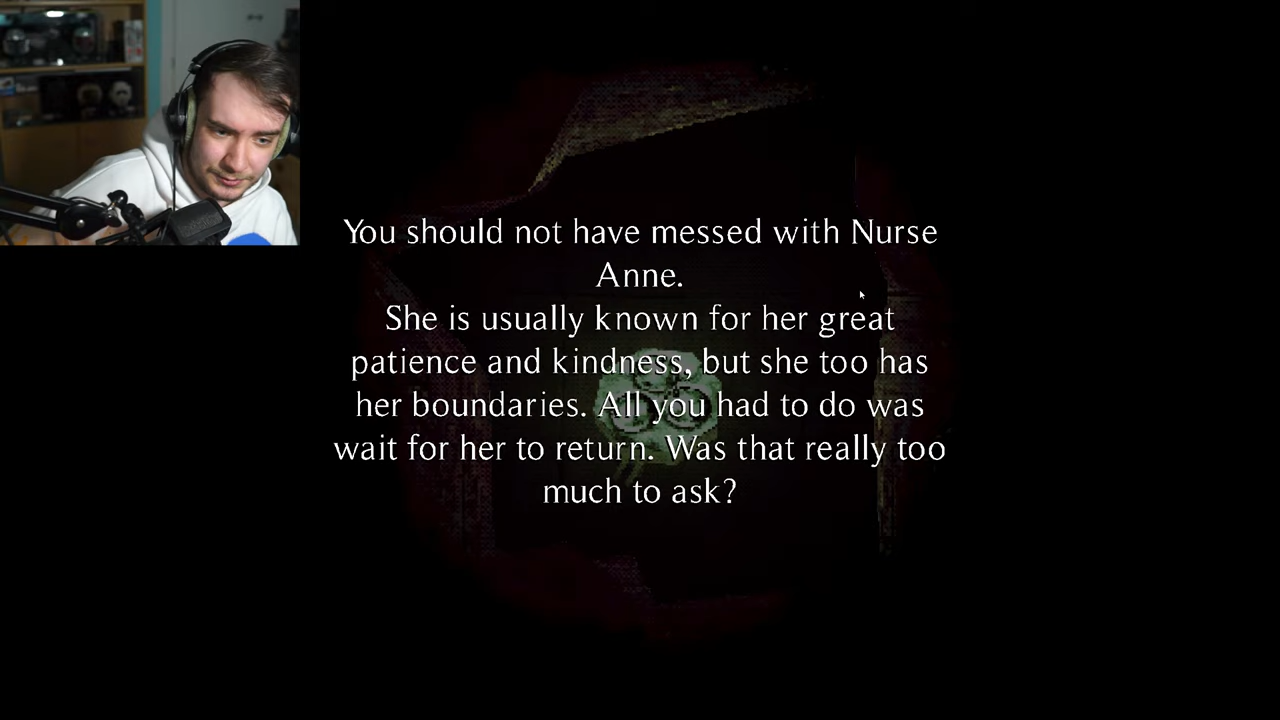 You should not have messed with Nurse
Anne.
She is usually known for her great
patience and kindness, but she too has
her boundaries. All you had to do was
wait for her to return. Was that really too
much to ask?